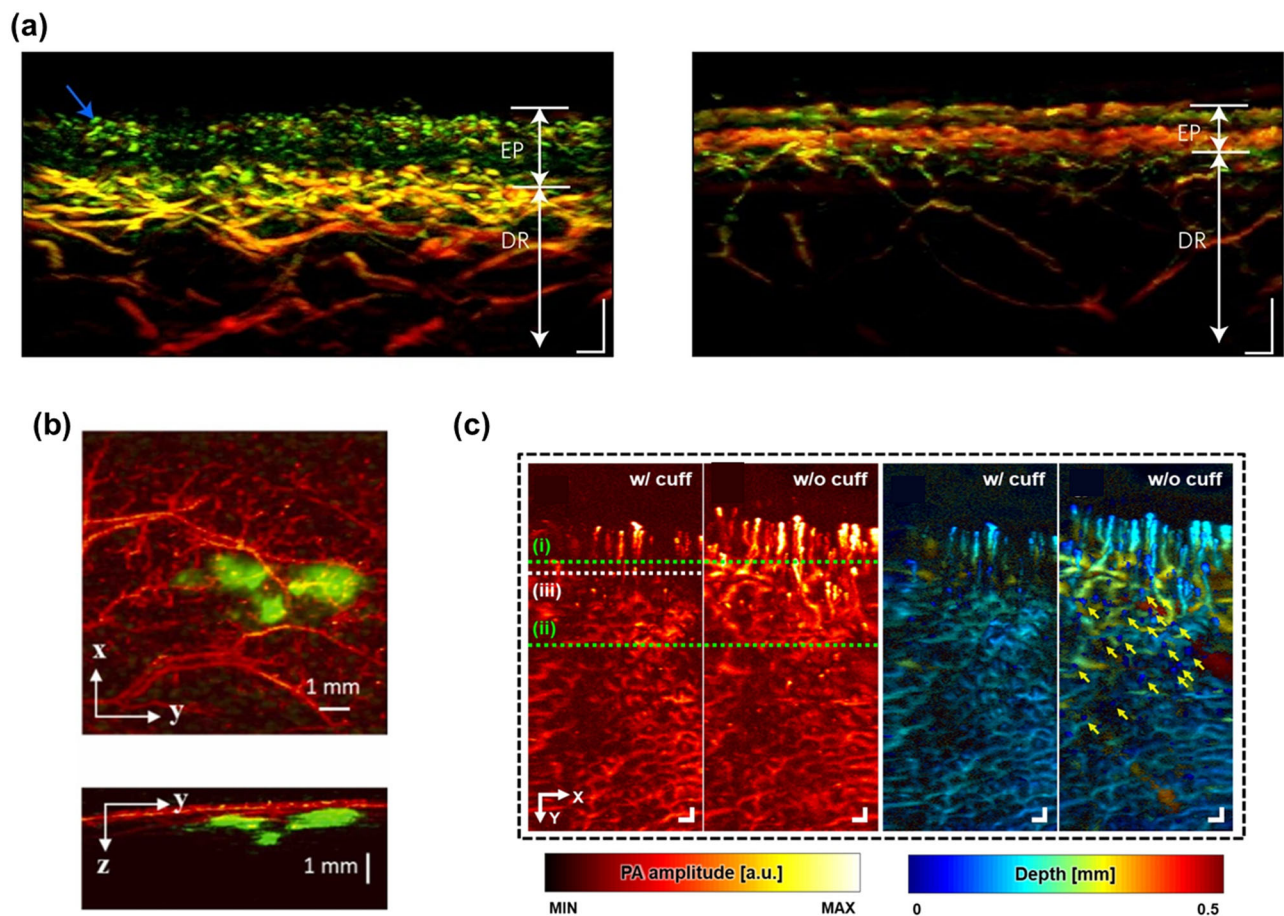 (a)
EP
DR
EP
DR
(b)
x
y
1 mm
y
z
1 mm
(c)
w/ cuff
w/o cuff
w/ cuff
w/o cuff
(i)
(iii)
(ii)
X
Y
PA amplitude [a.u.]
MIN
MAX
Depth [mm]
0
0.5